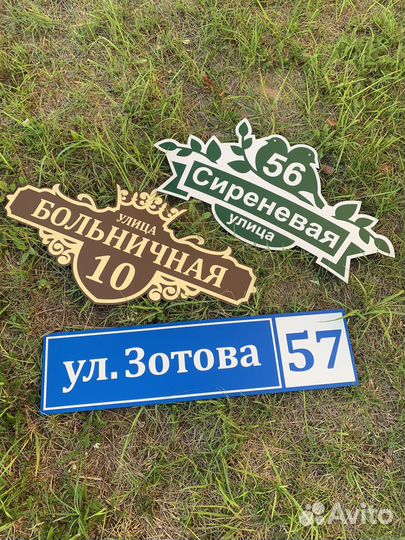 56
Сиреневая
улица
улица
БОЛЬНИЧНАЯ
10
ул. Зотова 57
Avito